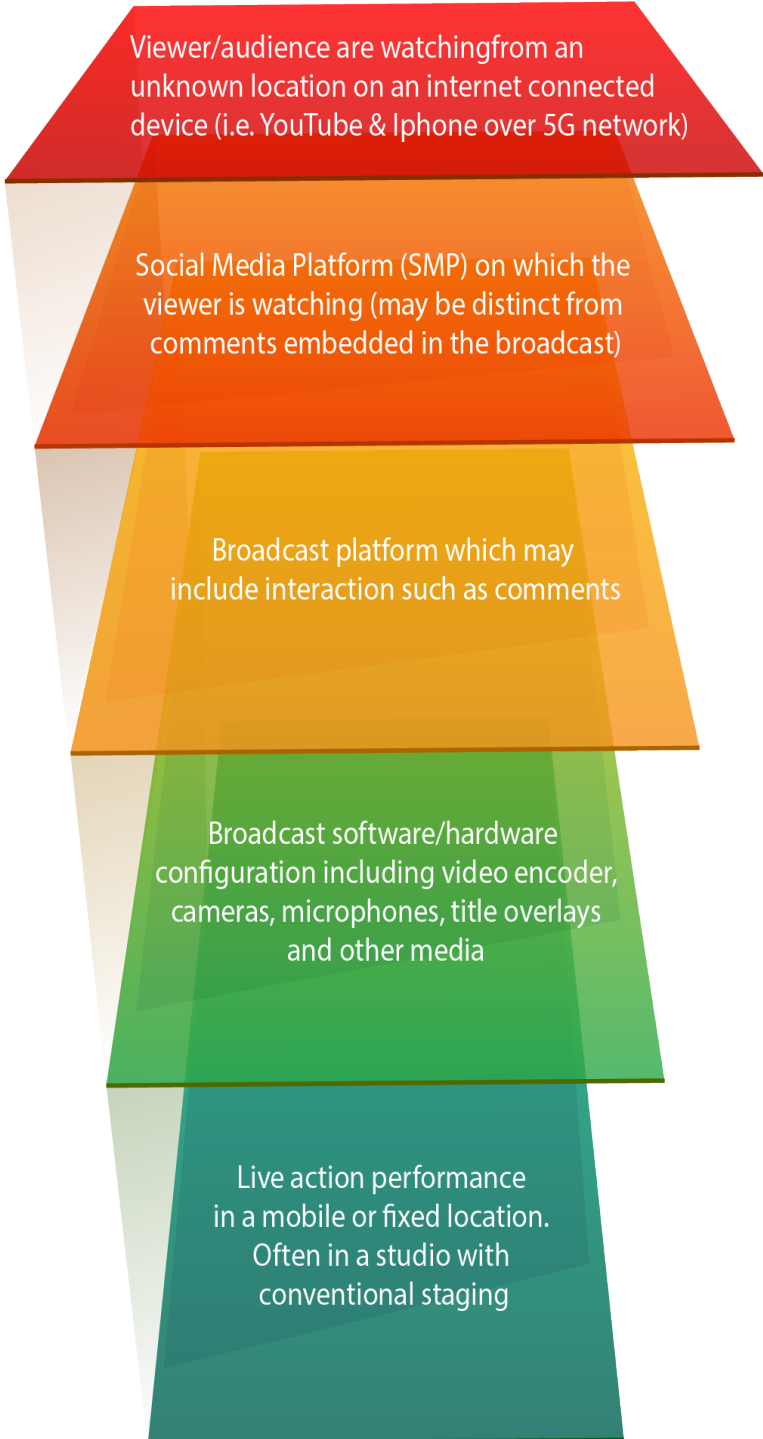 Viewer/audience are watchingfrom an
unknown location on an internet connected
device (i.e. YouTube & Iphone over 5G network)
Social Media Platform (SMP) on which the
viewer is watching (may be distinct from
comments embedded in the broadcast)
Broadcast platform which may
include interaction such as comments
Broadcast software/hardware
configuration including video encoder,
cameras, microphones, title overlays
and other media
Live action performance
in a mobile or fixed location.
Often in a studio with
conventional staging